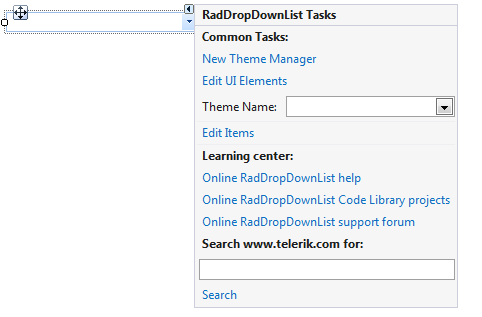 RadDropDownList Tasks
Common Tasks:
New Theme Manager
Edit UI Elements
Theme Name:
Edit Items
Learning center:
Online RadDropDownList help
Online RadDropDownList Code Library projects
Online RadDropDownList support forum
Search www.telerik.com for:
Search